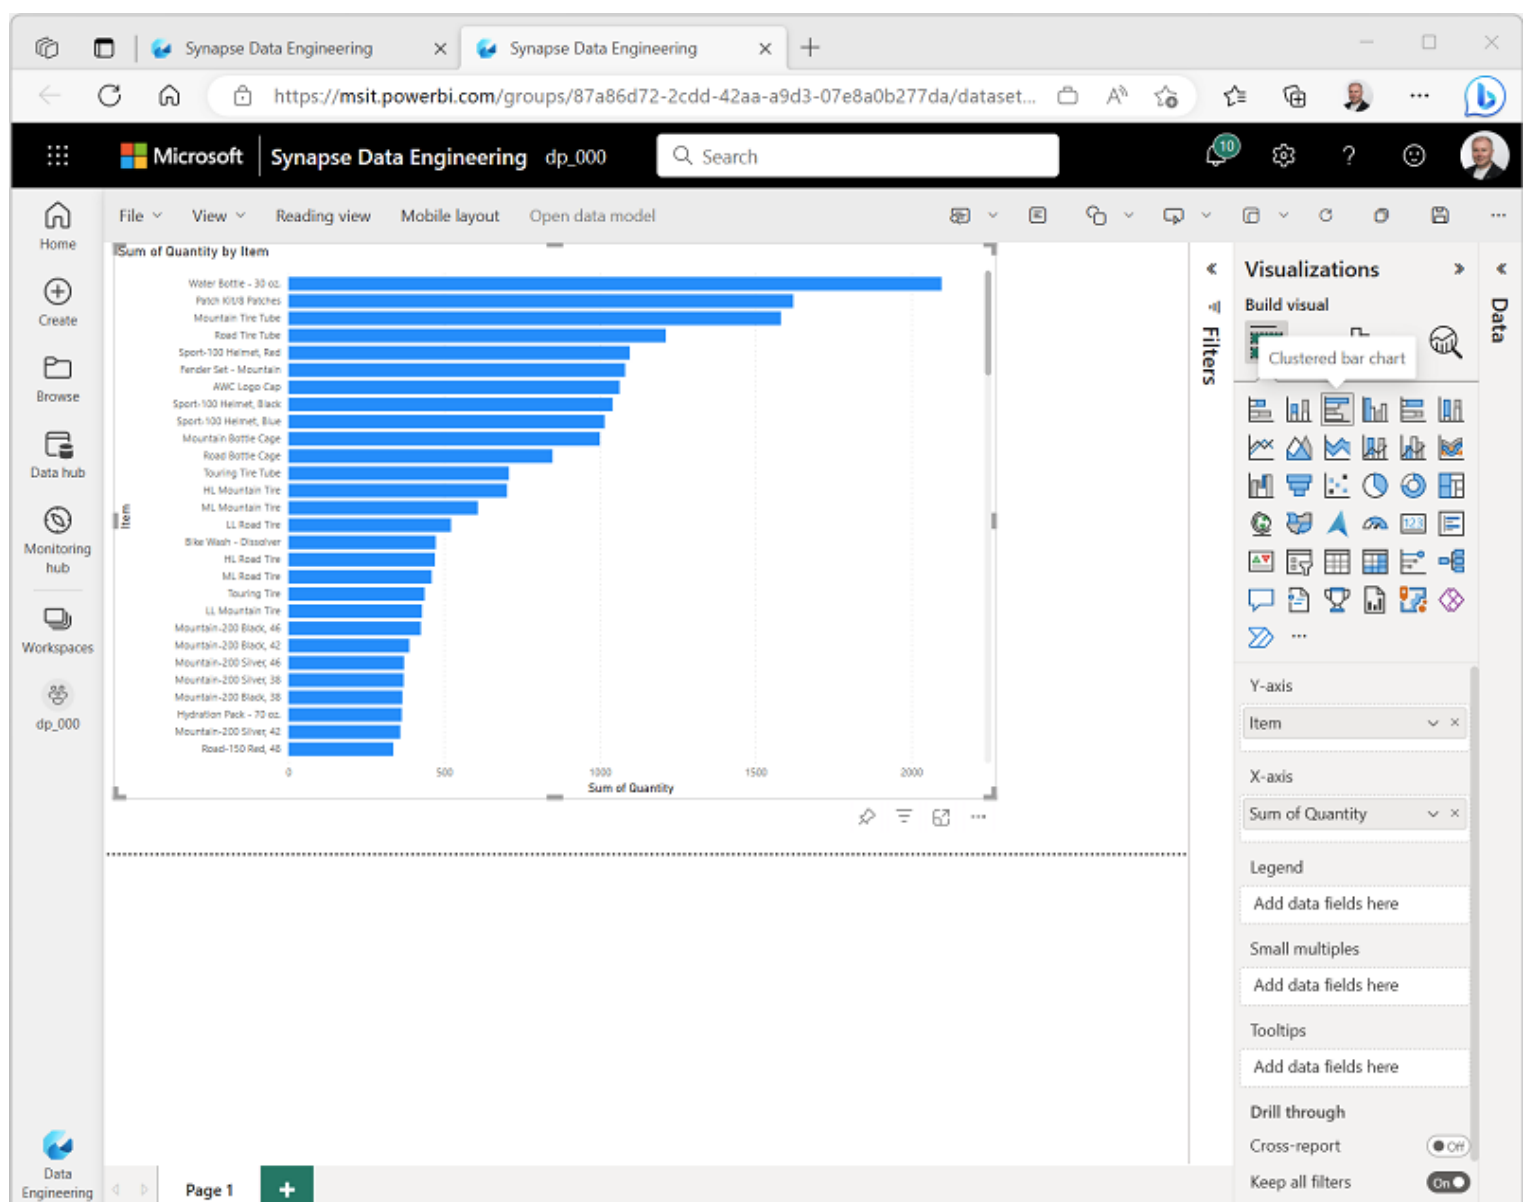 Synapse Data Engineering
Synapse Data Engineering
https://msit.powerbi.com/groups/87a86d72-2cdd-42aa-a9d3-07e8a0b277da/dataset...
Microsoft
Synapse Data Engineering dp_000
Search
10
?
Home
Create
Browse
Data hub
Monitoring
hub
Workspaces
dp_000
Data
Engineering
File View Reading view Mobile layout Open data model
Sum of Quantity by Item
Item
Water Bottle - 30 oz.
Patch Kit/8 Patches
Mountain Tire Tube
Road Tire Tube
Sport-100 Helmet, Red
Fender Set - Mountain
AWC Logo Cap
Sport-100 Helmet, Black
Sport-100 Helmet, Blue
Mountain Bottle Cage
Road Bottle Cage
Touring Tire Tube
HL Mountain Tire
ML Mountain Tire
LL Road Tire
Bike Wash - Dissolver
HL Road Tire
ML Road Tire
Touring Tire
LL Mountain Tire
Mountain-200 Black, 46
Mountain-200 Black, 42
Mountain-200 Silver, 46
Mountain-200 Silver, 38
Mountain-200 Black, 38
Hydration Pack - 70 oz.
Mountain-200 Silver, 42
Road-150 Red, 48
0 500 1000 1500 2000
Sum of Quantity
Page 1
Filters
Visualizations
Build visual
Clustered bar chart
123
Y-axis
Item
X-axis
Sum of Quantity
Legend
Add data fields here
Small multiples
Add data fields here
Tooltips
Add data fields here
Drill through
Cross-report Off
Keep all filters On
Data